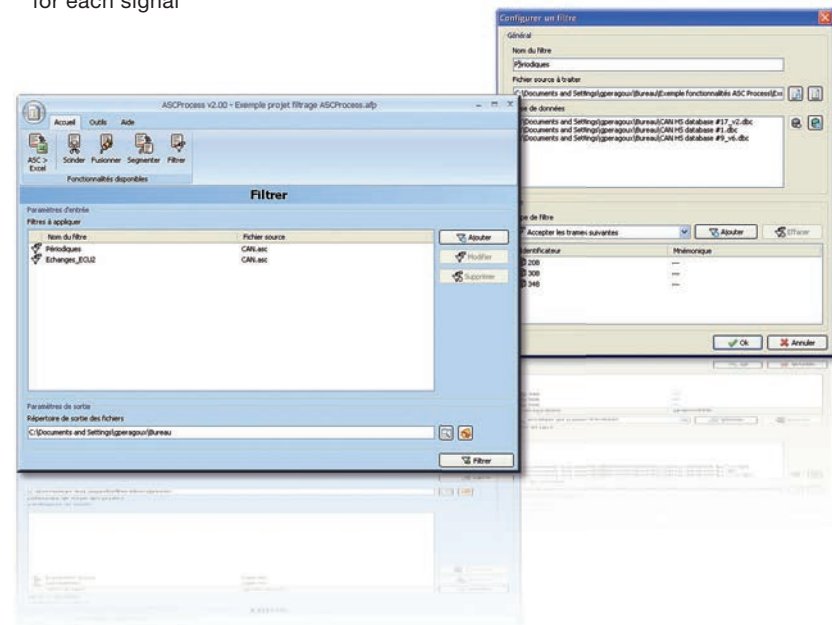 for each signal
Configurer un filtre
Général
Nom du filtre
Périodiques
Fichier source à traiter
C:\Documents and Settings\gperagoux\Bureau\Exemple fonctionnalités ASC Process\Ex
de données
\Documents and Settings\gperagoux\Bureau\CAN HS database #17_v2.dbc
\Documents and Settings\gperagoux\Bureau\CAN HS database #1.dbc
\Documents and Settings\gperagoux\Bureau\CAN HS database #9_v6.dbc
de filtre
Accepter les trames suivantes
Ajouter
Effacer
Identificateur Mnémonique
208 ---
308 ---
348 ---
Ok
Annuler
ASCProcess v2.00 - Exemple projet filtrage ASCProcess.afp
Accueil Outils Aide
ASC > Scinder Fusionner Segmenter Filtrer
Excel
Fonctionnalités disponibles
Filtrer
Paramètres d'entrée
Filtres à appliquer
Nom du filtre Fichier source
Périodiques CAN.asc
Echanges_ECU2 CAN.asc
Ajouter
Modifier
Supprimer
Paramètres de sortie
Répertoire de sortie des fichiers
C:\Documents and Settings\gperagoux\Bureau
Filtrer